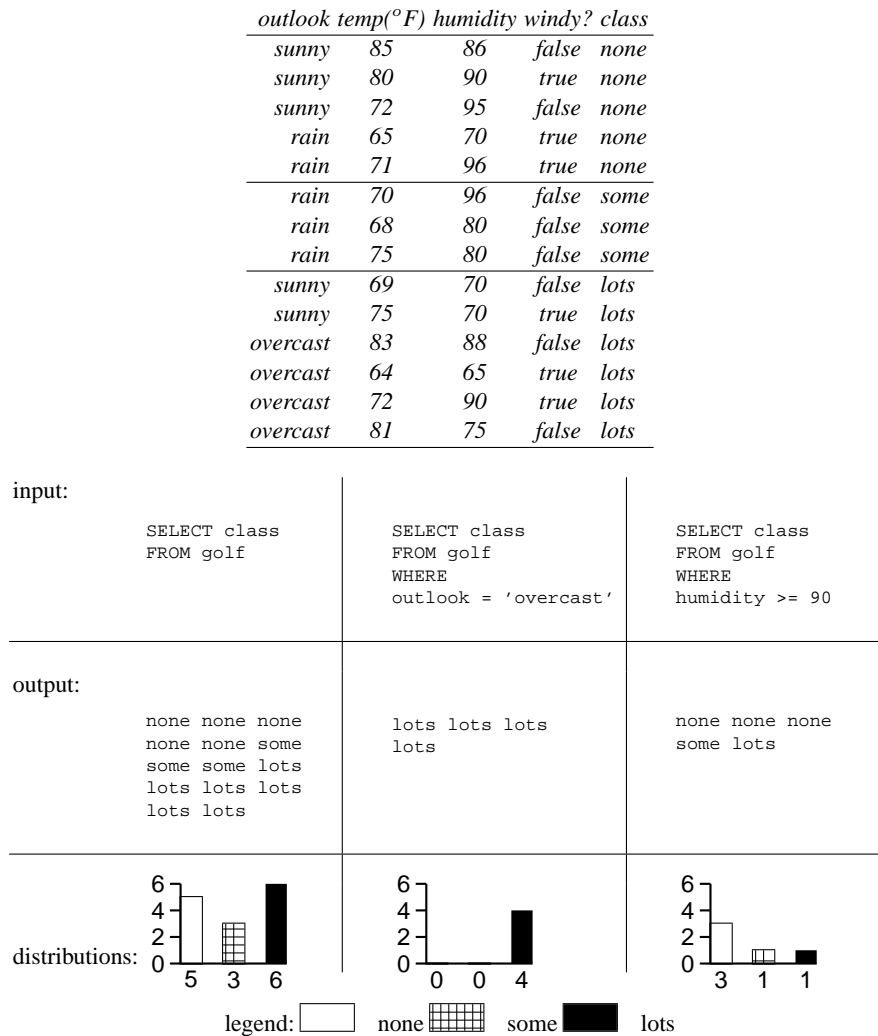 outlook temp(°F) humidity windy? class
sunny 85 86 false none
sunny 80 90 true none
sunny 72 95 false none
rain 65 70 true none
rain 71 96 true none
rain 70 96 false some
rain 68 80 false some
rain 75 80 false some
sunny 69 70 false lots
sunny 75 70 true lots
overcast 83 88 false lots
overcast 64 65 true lots
overcast 72 90 true lots
overcast 81 75 false lots
input:
SELECT class
FROM golf
SELECT class
FROM golf
WHERE
outlook = 'overcast'
SELECT class
FROM golf
WHERE
humidity >= 90
output:
none none none
none none some
some some lots
lots lots lots
lots lots
lots lots lots
lots
none none none
some lots
distributions:
6
4
2
0
5 3 6
6
4
2
0
0 0 4
6
4
2
0
3 1 1
legend: none some lots